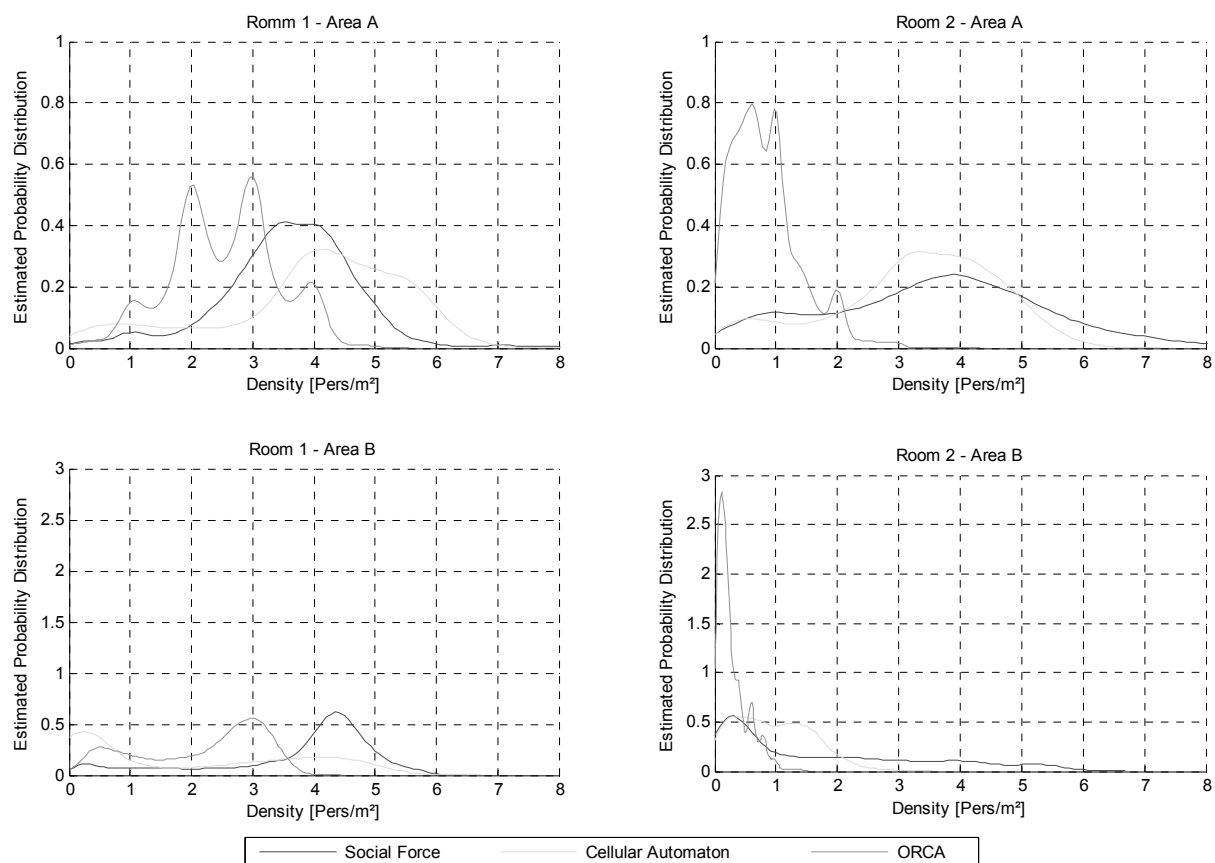 Romm 1 - Area A
Estimated Probability Distribution
1
0.8
0.6
0.4
0.2
0
0 1 2 3 4 5 6 7 8
Density [Pers/m²]
Room 2 - Area A
Estimated Probability Distribution
1
0.8
0.6
0.4
0.2
0
0 1 2 3 4 5 6 7 8
Density [Pers/m²]
Room 1 - Area B
Estimated Probability Distribution
3
2.5
2
1.5
1
0.5
0
0 1 2 3 4 5 6 7 8
Density [Pers/m²]
Room 2 - Area B
Estimated Probability Distribution
3
2.5
2
1.5
1
0.5
0
0 1 2 3 4 5 6 7 8
Density [Pers/m²]
Social Force Cellular Automaton ORCA